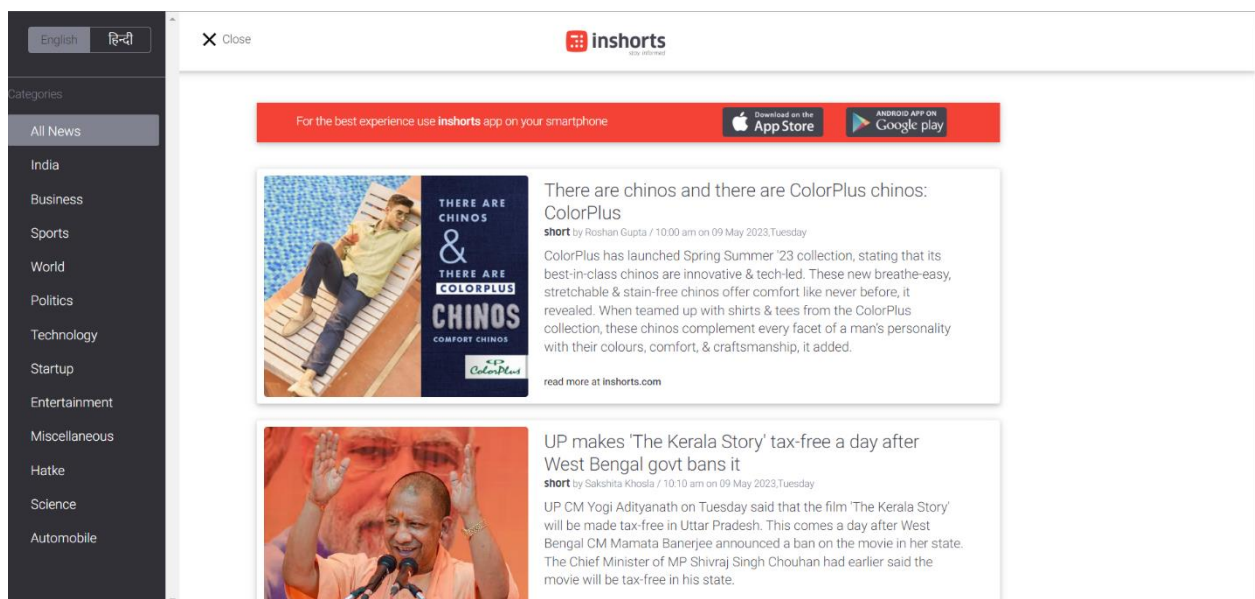 English हिन्दी
Categories
All News
India
Business
Sports
World
Politics
Technology
Startup
Entertainment
Miscellaneous
Hatke
Science
Automobile
Close
inshorts
stay informed
For the best experience use inshorts app on your smartphone
Download on the
App Store
ANDROID APP ON
Google play
THERE ARE
CHINOS
&
THERE ARE
COLORPLUS
CHINOS
COMFORT CHINOS
ColorPlus
There are chinos and there are ColorPlus chinos:
ColorPlus
short by Roshan Gupta / 10:00 am on 09 May 2023,Tuesday
ColorPlus has launched Spring Summer '23 collection, stating that its
best-in-class chinos are innovative & tech-led. These new breathe-easy,
stretchable & stain-free chinos offer comfort like never before, it
revealed. When teamed up with shirts & tees from the ColorPlus
collection, these chinos complement every facet of a man's personality
with their colours, comfort, & craftsmanship, it added.
read more at inshorts.com
UP makes 'The Kerala Story' tax-free a day after
West Bengal govt bans it
short by Sakshita Khosla / 10:10 am on 09 May 2023,Tuesday
UP CM Yogi Adityanath on Tuesday said that the film 'The Kerala Story'
will be made tax-free in Uttar Pradesh. This comes a day after West
Bengal CM Mamata Banerjee announced a ban on the movie in her state.
The Chief Minister of MP Shivraj Singh Chouhan had earlier said the
movie will be tax-free in his state.